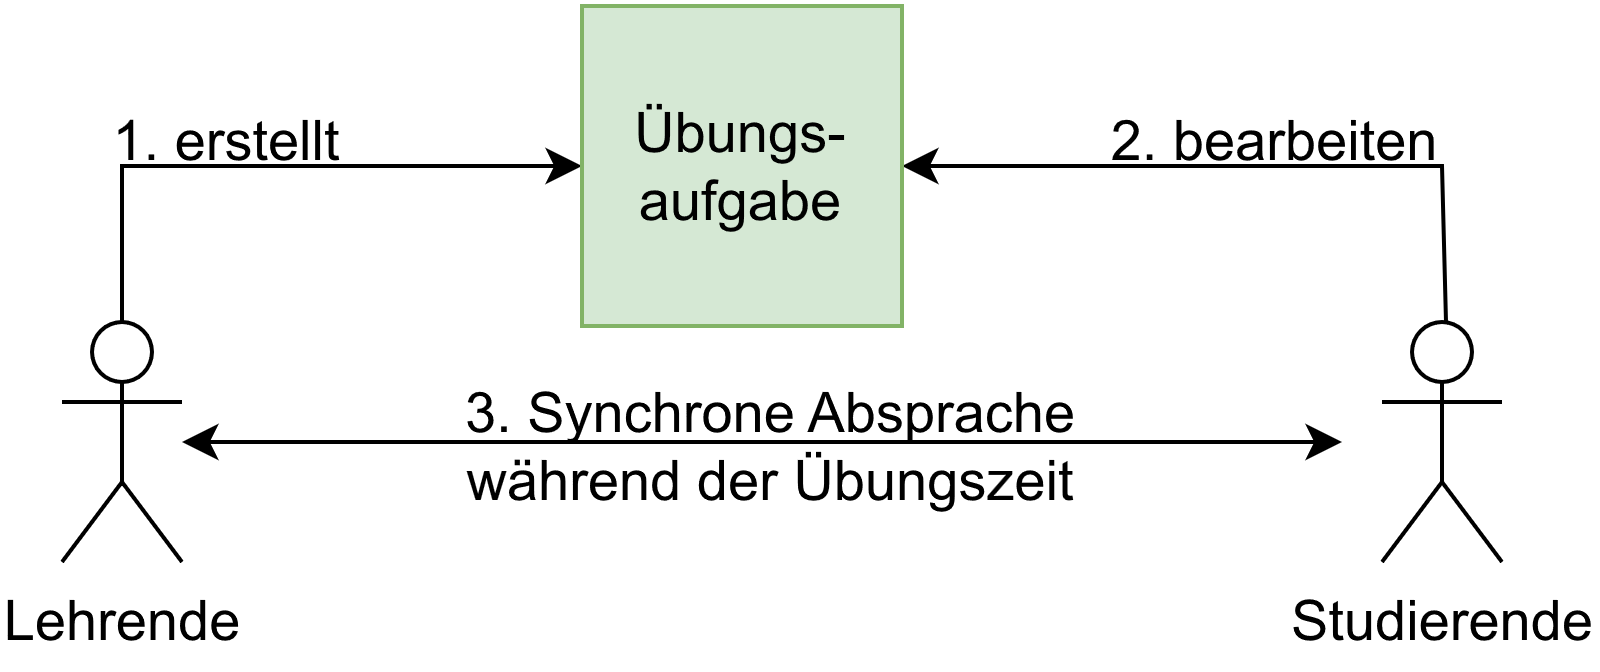 1. erstellt
Übungs-
aufgabe
2. bearbeiten
3. Synchrone Absprache
während der Übungszeit
Lehrende
Studierende